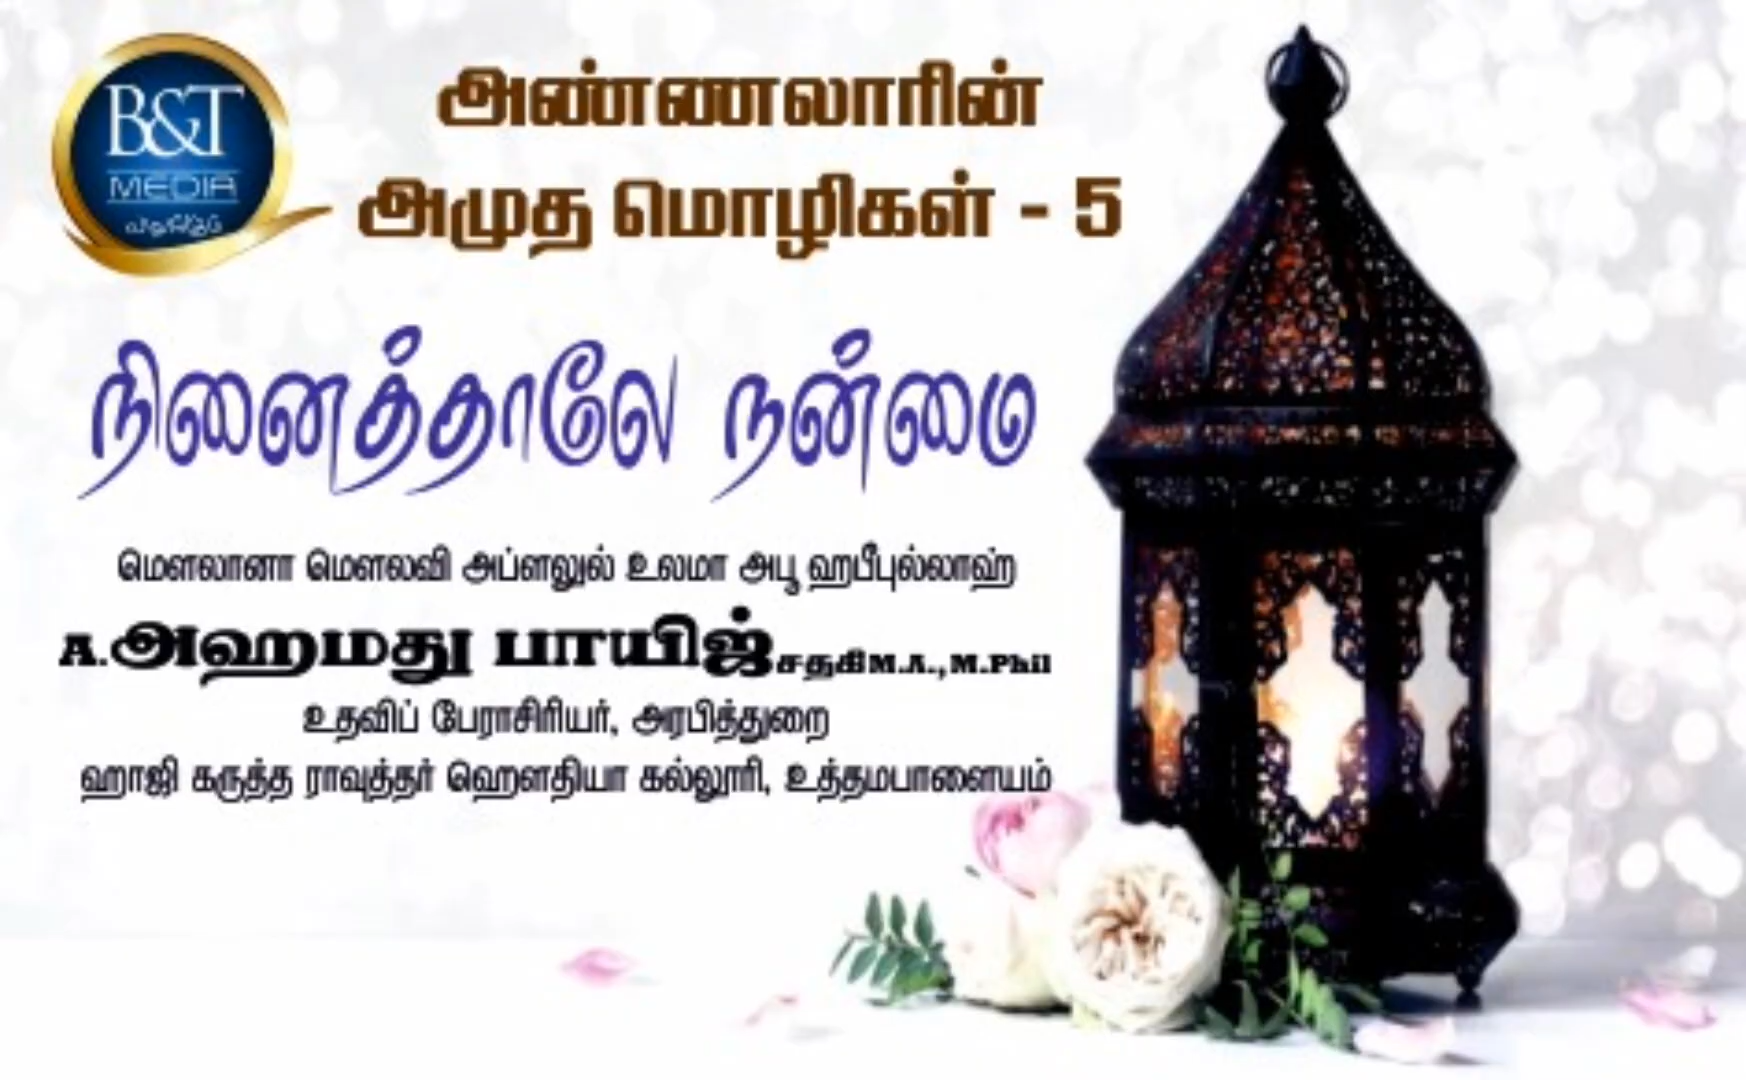 B&T
MEDIA
அண்ணலாரின்
அமுத மொழிகள் - 5
நினைத்தாலே நன்மை
மௌலானா மௌலவி அப்ளலுல் உலமா அபூ ஹபீபுல்லாஹ்
A.அஹமது பாயிஜ் சதகி M.A.,M.Phil
உதவிப் பேராசிரியர், அரபித்துறை
ஹாஜி கருத்த ராவுத்தர் ஹௌதியா கல்லூரி, உத்தமபாளையம்